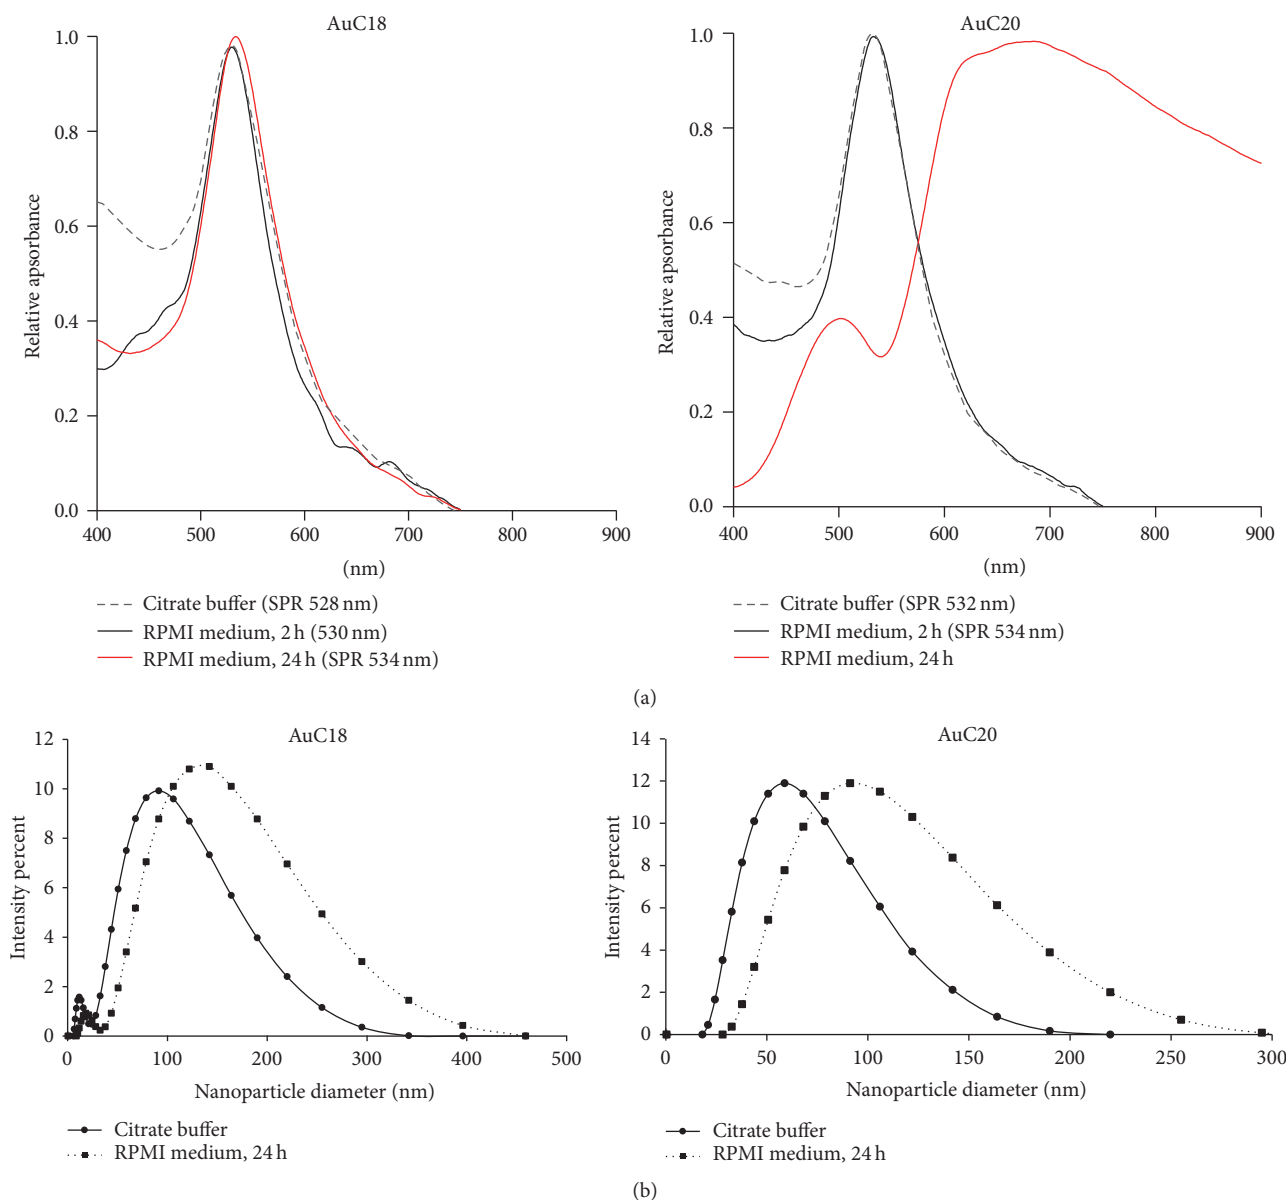 AuC18
1.0
0.8
0.6
0.4
0.2
0.0
Relative apsorbance
400 500 600 700 800 900
(nm)
Citrate buffer (SPR 528 nm)
RPMI medium, 2 h (530 nm)
RPMI medium, 24 h (SPR 534 nm)
AuC20
1.0
0.8
0.6
0.4
0.2
0.0
Relative apsorbance
400 500 600 700 800 900
(nm)
Citrate buffer (SPR 532 nm)
RPMI medium, 2 h (SPR 534 nm)
RPMI medium, 24 h
(a)
AuC18
12
10
8
6
4
2
0
Intensity percent
0 100 200 300 400 500
Nanoparticle diameter (nm)
Citrate buffer
RPMI medium, 24 h
AuC20
14
12
10
8
6
4
2
0
Intensity percent
0 50 100 150 200 250 300
Nanoparticle diameter (nm)
Citrate buffer
RPMI medium, 24 h
(b)